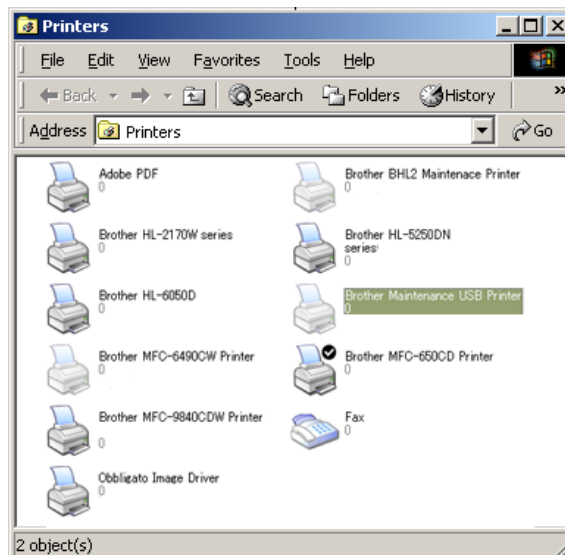 Printers
File Edit View Favorites Tools Help
Back Search Folders History »
Address Printers Go
Adobe PDF
0
Brother BHL2 Maintenace Printer
0
Brother HL-2170W series
0
Brother HL-5250DN
series
0
Brother HL-6050D
0
Brother Maintenance USB Printer
0
Brother MFC-6490CW Printer
0
Brother MFC-650CD Printer
0
Brother MFC-9840CDW Printer
0
Fax
0
Obbligato Image Driver
0
2 object(s)